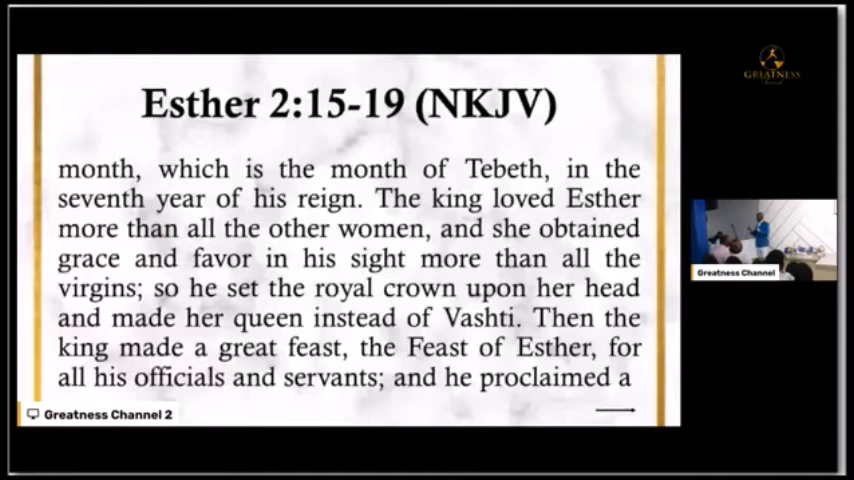 Esther 2:15-19 (NKJV)
month, which is the month of Tebeth, in the
seventh year of his reign. The king loved Esther
more than all the other women, and she obtained
grace and favor in his sight more than all the
virgins; so he set the royal crown upon her head
and made her queen instead of Vashti. Then the
king made a great feast, the Feast of Esther, for
all his officials and servants; and he proclaimed a
Greatness Channel 2
GREATNESS
Greatness Channel